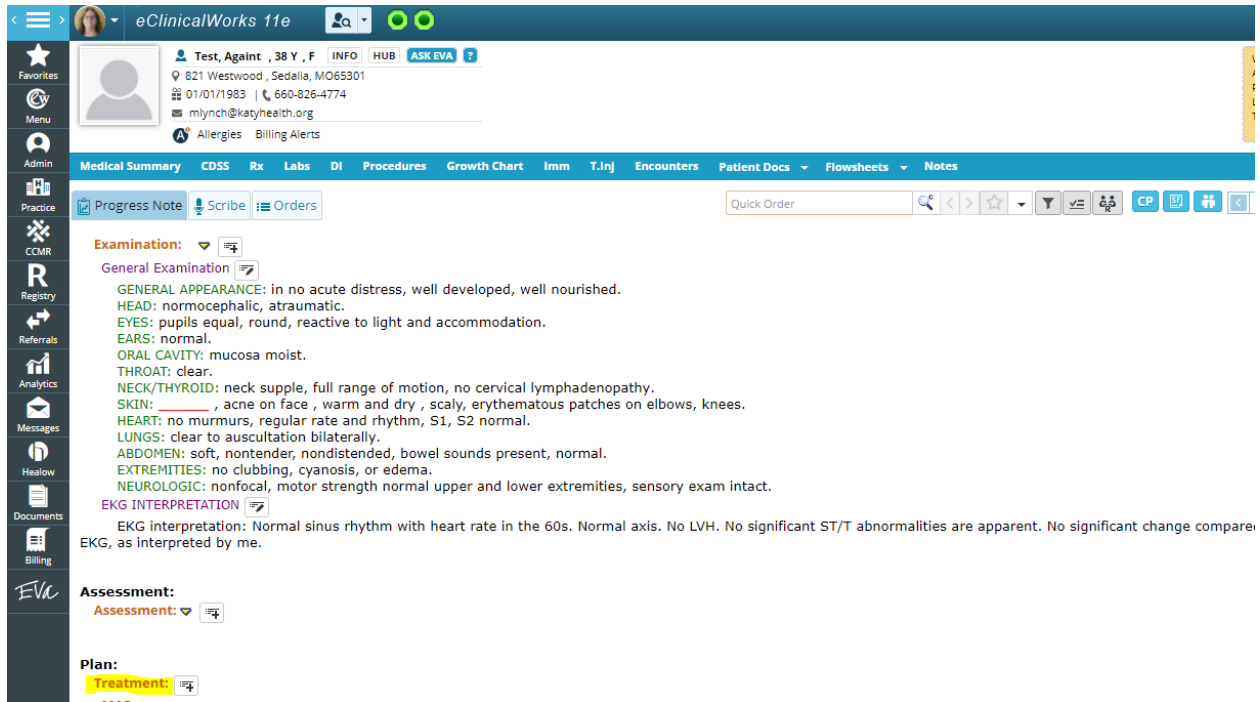 eClinicalWorks 11e
Favorites
Menu
Admin
Practice
CCMR
R
Registry
Referrals
Analytics
Messages
Healow
Documents
Billing
EVA
Test, Againt , 38 Y , F INFO HUB ASK EVA ?
821 Westwood , Sedalia, MO65301
01/01/1983 | 660-826-4774
mlynch@katyhealth.org
A Allergies Billing Alerts
Medical Summary CDSS Rx Labs DI Procedures Growth Chart Imm T.Inj Encounters Patient Docs Flowsheets Notes
Progress Note Scribe Orders Quick Order CP
Examination:
General Examination
GENERAL APPEARANCE: in no acute distress, well developed, well nourished.
HEAD: normocephalic, atraumatic.
EYES: pupils equal, round, reactive to light and accommodation.
EARS: normal.
ORAL CAVITY: mucosa moist.
THROAT: clear.
NECK/THYROID: neck supple, full range of motion, no cervical lymphadenopathy.
SKIN: ______ , acne on face , warm and dry , scaly, erythematous patches on elbows, knees.
HEART: no murmurs, regular rate and rhythm, S1, S2 normal.
LUNGS: clear to auscultation bilaterally.
ABDOMEN: soft, nontender, nondistended, bowel sounds present, normal.
EXTREMITIES: no clubbing, cyanosis, or edema.
NEUROLOGIC: nonfocal, motor strength normal upper and lower extremities, sensory exam intact.
EKG INTERPRETATION
EKG interpretation: Normal sinus rhythm with heart rate in the 60s. Normal axis. No LVH. No significant ST/T abnormalities are apparent. No significant change compared
EKG, as interpreted by me.
Assessment:
Assessment:
Plan:
Treatment: